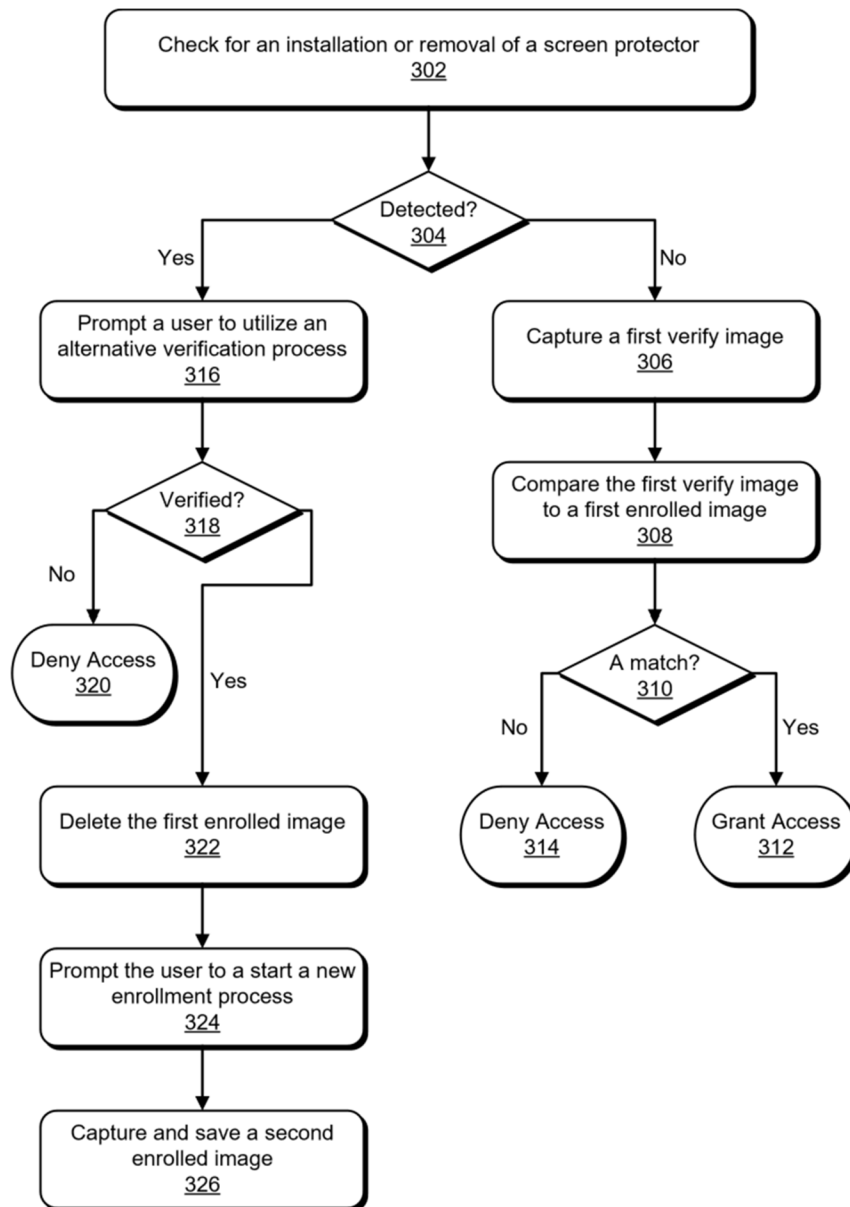 Check for an installation or removal of a screen protector
302
Detected?
304
Yes
No
Prompt a user to utilize an
alternative verification process
316
Capture a first verify image
306
Verified?
318
Compare the first verify image
to a first enrolled image
308
No
Deny Access
320
Yes
A match?
310
No
Yes
Delete the first enrolled image
322
Deny Access
314
Grant Access
312
Prompt the user to a start a new
enrollment process
324
Capture and save a second
enrolled image
326